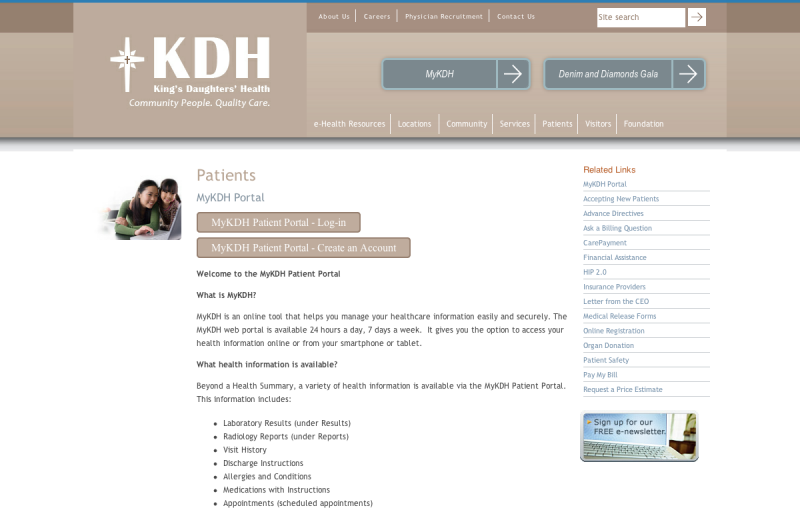 About Us
Careers
Physician Recruitment
Contact Us
Site search
KDH
King's Daughters' Health
Community People. Quality Care.
MyKDH
Denim and Diamonds Gala
e-Health Resources
Locations
Community
Services
Patients
Visitors
Foundation
Patients
MyKDH Portal
MyKDH Patient Portal - Log-in
MyKDH Patient Portal - Create an Account
Welcome to the MyKDH Patient Portal
What is MyKDH?
MyKDH is an online tool that helps you manage your healthcare information easily and securely. The
MyKDH web portal is available 24 hours a day, 7 days a week. It gives you the option to access your
health information online or from your smartphone or tablet.
What health information is available?
Beyond a Health Summary, a variety of health information is available via the MyKDH Patient Portal.
This information includes:
Laboratory Results (under Results)
Radiology Reports (under Reports)
Visit History
Discharge Instructions
Allergies and Conditions
Medications with Instructions
Appointments (scheduled appointments)
Related Links
MyKDH Portal
Accepting New Patients
Advance Directives
Ask a Billing Question
CarePayment
Financial Assistance
HIP 2.0
Insurance Providers
Letter from the CEO
Medical Release Forms
Online Registration
Organ Donation
Patient Safety
Pay My Bill
Request a Price Estimate
Sign up for our
FREE e-newsletter.